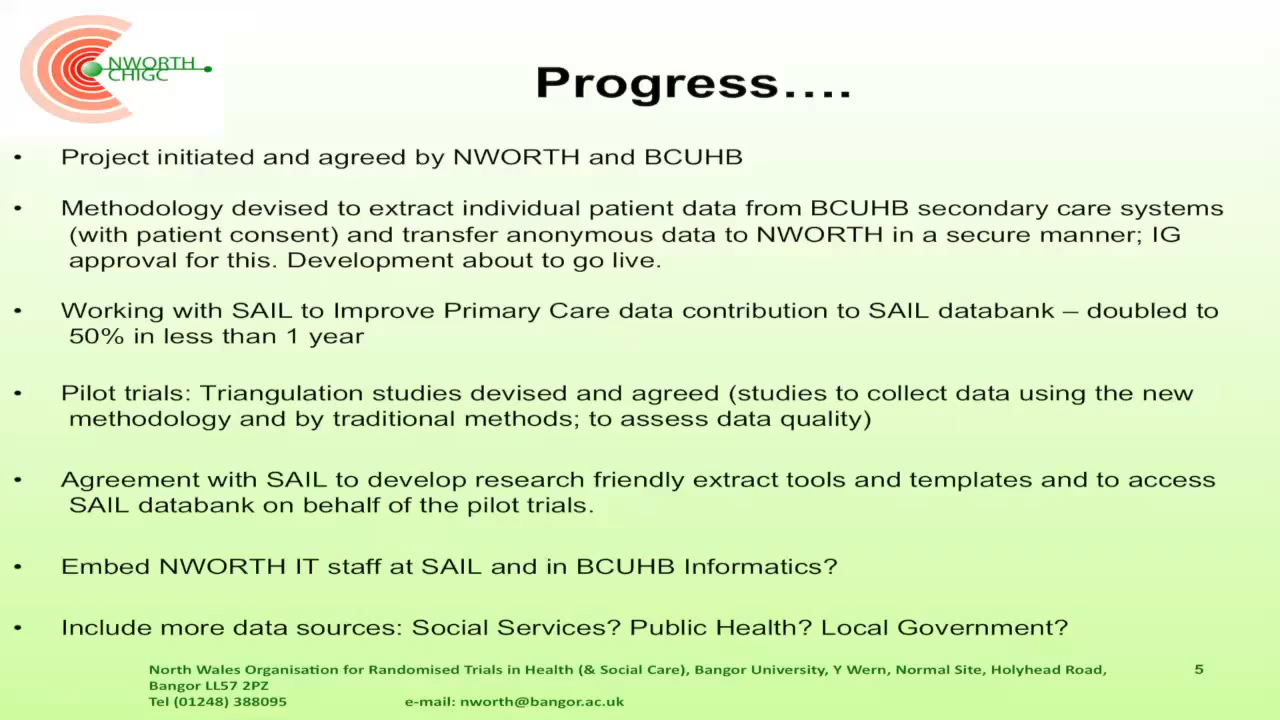 NWORTH
CHIGC
Progress….
• Project initiated and agreed by NWORTH and BCUHB
• Methodology devised to extract individual patient data from BCUHB secondary care systems
(with patient consent) and transfer anonymous data to NWORTH in a secure manner; IG
approval for this. Development about to go live.
• Working with SAIL to Improve Primary Care data contribution to SAIL databank – doubled to
50% in less than 1 year
• Pilot trials: Triangulation studies devised and agreed (studies to collect data using the new
methodology and by traditional methods; to assess data quality)
• Agreement with SAIL to develop research friendly extract tools and templates and to access
SAIL databank on behalf of the pilot trials.
• Embed NWORTH IT staff at SAIL and in BCUHB Informatics?
• Include more data sources: Social Services? Public Health? Local Government?
North Wales Organisation for Randomised Trials in Health (& Social Care), Bangor University, Y Wern, Normal Site, Holyhead Road, 5
Bangor LL57 2PZ
Tel (01248) 388095 e-mail: nworth@bangor.ac.uk